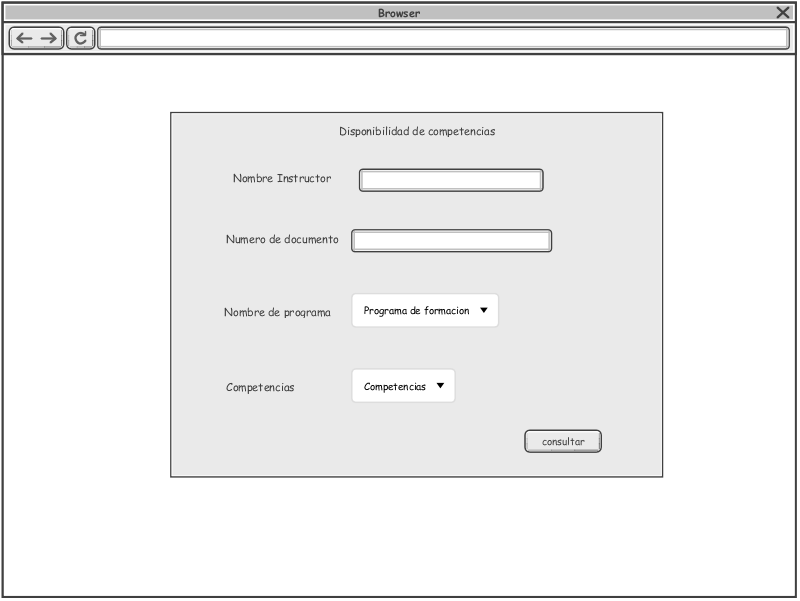 Browser
Disponibilidad de competencias
Nombre Instructor
Numero de documento
Nombre de programa
Programa de formacion
Competencias
Competencias
consultar